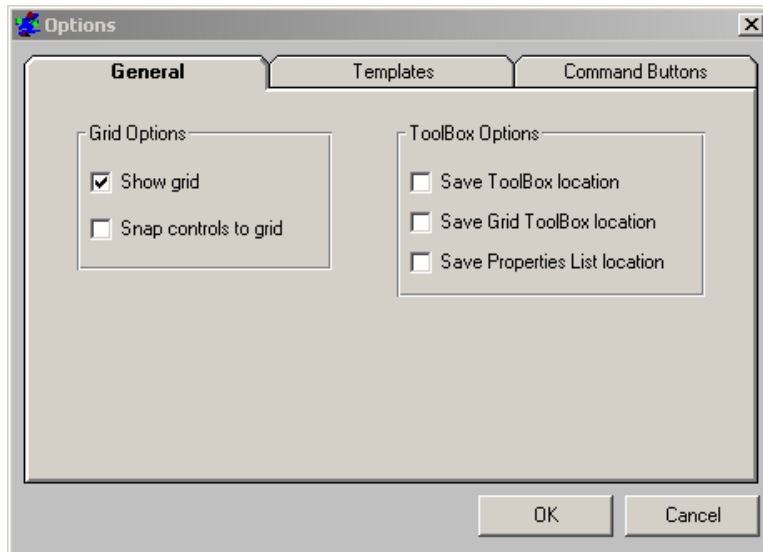 Options
General
Templates
Command Buttons
Grid Options
Show grid
Snap controls to grid
ToolBox Options
Save ToolBox location
Save Grid ToolBox location
Save Properties List location
OK
Cancel